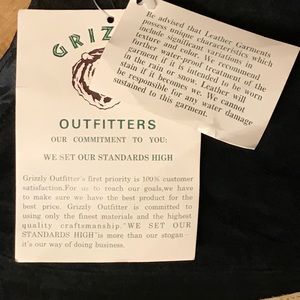 GRIZZ
OUTFITTERS
OUR COMMITMENT TO YOU:
WE SET OUR STANDARDS HIGH
Grizzly Outfitter's first priority is 100% customer
satisfaction.For us to reach our goals,we have
to make sure we have the best product for the
best price. Grizzly Outfitter is committed to
using only the finest materials and the highest
quality craftsmanship."WE SET OUR
STANDARDS HIGH"is more than our stogan—
it's our way of doing business.
Be advised that Leather Garments
possess unique characteristics which
include significant variations in
texture and color. We recommend the
further water-proof treatment of the
garment if it is intended to be worn
in the rain or snow. Leather will
stain if it becomes we. We cannot
be responsible for any water damage
sustained to this garment.